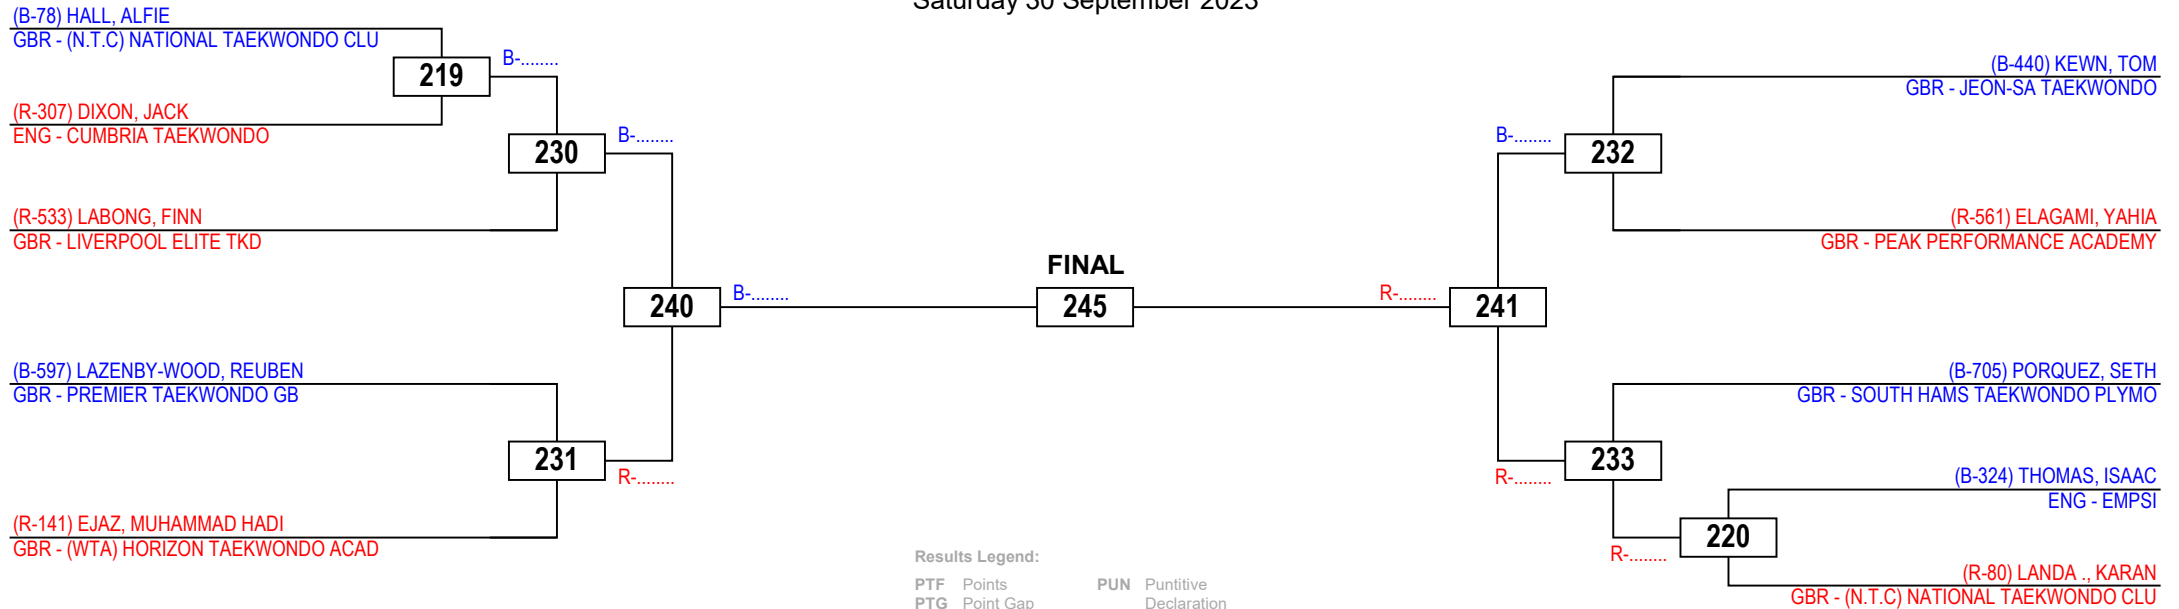 Saturday 30 September 2023
(B-78) HALL, ALFIE
GBR - (N.T.C) NATIONAL TAEKWONDO CLU
219
B-........
(R-307) DIXON, JACK
ENG - CUMBRIA TAEKWONDO
230
B-........
(R-533) LABONG, FINN
GBR - LIVERPOOL ELITE TKD
240
B-........
(B-597) LAZENBY-WOOD, REUBEN
GBR - PREMIER TAEKWONDO GB
231
R-........
(R-141) EJAZ, MUHAMMAD HADI
GBR - (WTA) HORIZON TAEKWONDO ACAD
FINAL
245
(B-440) KEWN, TOM
GBR - JEON-SA TAEKWONDO
B-........
232
(R-561) ELAGAMI, YAHIA
GBR - PEAK PERFORMANCE ACADEMY
R-........
241
(B-705) PORQUEZ, SETH
GBR - SOUTH HAMS TAEKWONDO PLYMO
R-........
233
(B-324) THOMAS, ISAAC
ENG - EMPSI
R-........
220
(R-80) LANDA ., KARAN
GBR - (N.T.C) NATIONAL TAEKWONDO CLU
Results Legend:
PTF Points PUN Puntitive
PTG Point Gap Declaration